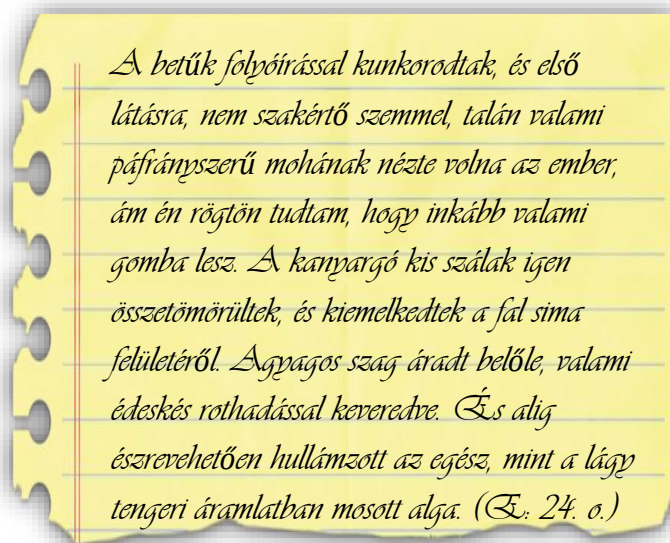 A betűk folyóírással kunkorodtak, és első
látásra, nem szakértő szemmel, talán valami
páfrányszerű mohának nézte volna az ember,
ám én rögtön tudtam, hogy inkább valami
gomba lesz. A kanyargó kis szálak igen
összetömörültek, és kiemelkedtek a fal sima
felületéről. Agyagos szag áradt belőle, valami
édeskés rothadással keveredve. És alig
észrevehetően hullámzott az egész, mint a lágy
tengeri áramlatban mosott alga. (E: 24. o.)